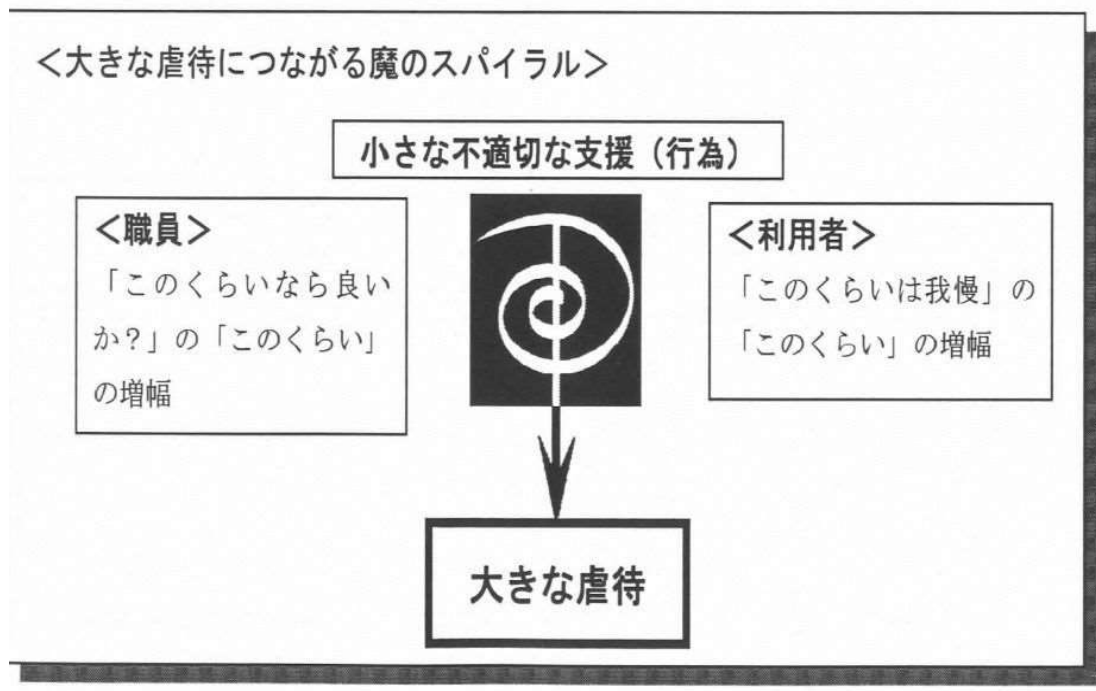 ＜大きな虐待につながる魔のスパイラル＞
小さな不適切な支援（行為）
＜職員＞
「このくらいなら良い
か？」の「このくらい」
の増幅
＜利用者＞
「このくらいは我慢」の
「このくらい」の増幅
大きな虐待